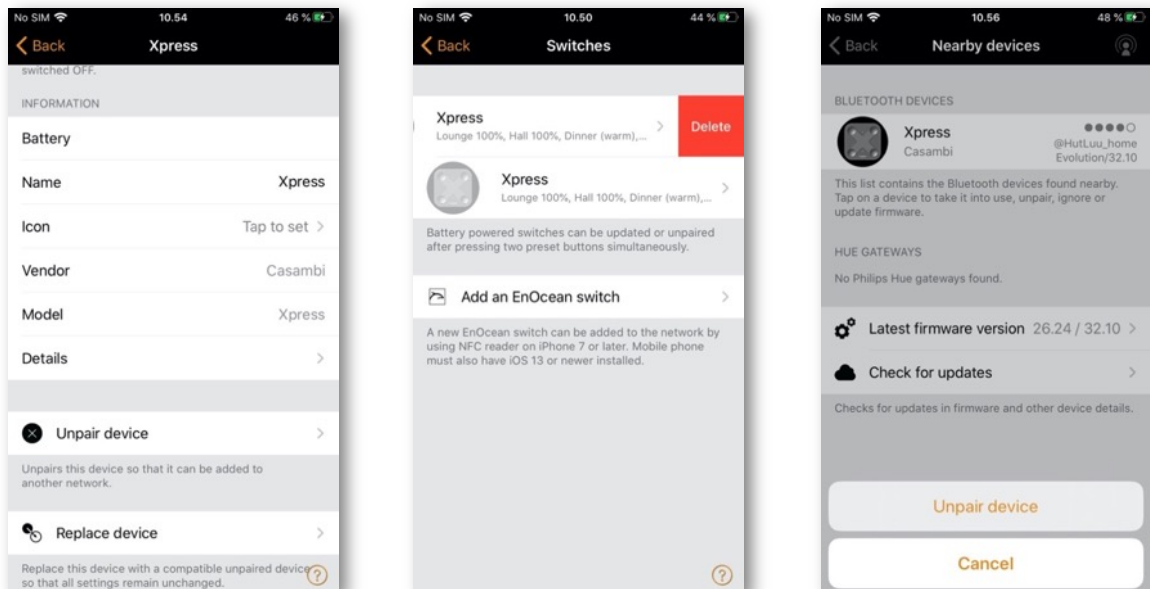 No SIM 10.54 46 %
Back Xpress
switched OFF.
INFORMATION
Battery
Name Xpress
Icon Tap to set
Vendor Casambi
Model Xpress
Details
Unpair device
Unpairs this device so that it can be added to
another network.
Replace device
Replace this device with a compatible unpaired device
so that all settings remain unchanged.
?
No SIM 10.50 44 %
Back Switches
Xpress
Lounge 100%, Hall 100%, Dinner (warm),...
Delete
Xpress
Lounge 100%, Hall 100%, Dinner (warm),...
Battery powered switches can be updated or unpaired
after pressing two preset buttons simultaneously.
Add an EnOcean switch
A new EnOcean switch can be added to the network by
using NFC reader on iPhone 7 or later. Mobile phone
must also have iOS 13 or newer installed.
?
No SIM 10.56 48 %
Back Nearby devices
BLUETOOTH DEVICES
Xpress
Casambi
@HutLuu_home
Evolution/32.10
This list contains the Bluetooth devices found nearby.
Tap on a device to take it into use, unpair, ignore or
update firmware.
HUE GATEWAYS
No Philips Hue gateways found.
Latest firmware version 26.24 / 32.10
Check for updates
Checks for updates in firmware and other device details.
Unpair device
Cancel